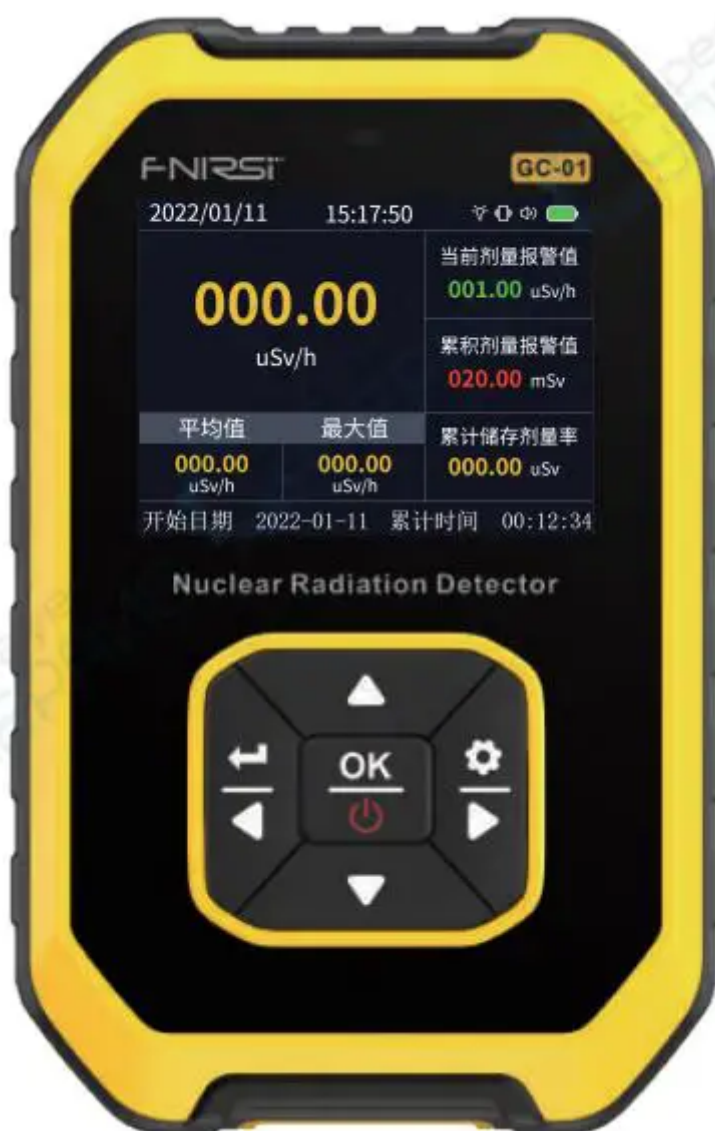 FNIRSI
GC-01
2022/01/11 15:17:50
000.00
uSv/h
当前剂量报警值
001.00 uSv/h
累积剂量报警值
020.00 mSv
平均值 最大值
000.00 000.00
uSv/h uSv/h
累计储存剂量率
000.00 uSv
开始日期 2022-01-11 累计时间 00:12:34
Nuclear Radiation Detector
OK